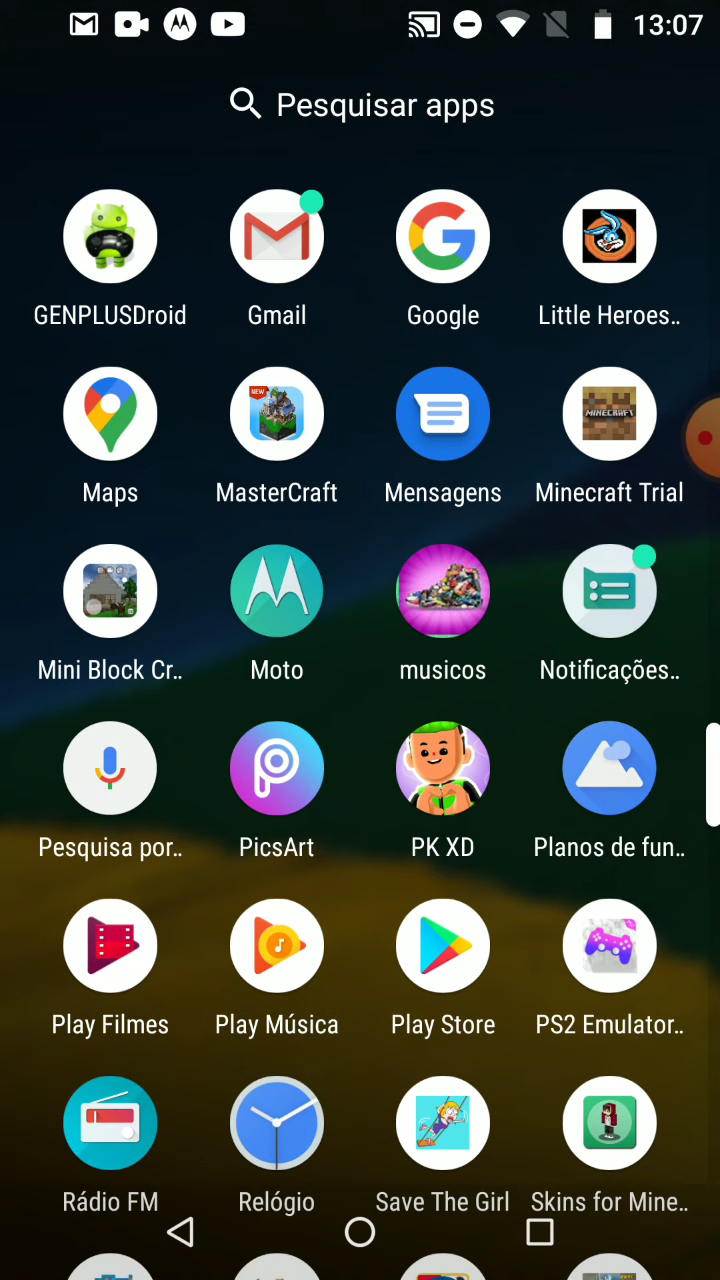 13:07
Pesquisar apps
GENPLUSDroid
Gmail
Google
Little Heroes..
Maps
NEW
MasterCraft
Mensagens
MINECRAFT
Minecraft Trial
Mini Block Cr..
Moto
musicos
Notificações..
Pesquisa por..
PicsArt
PK XD
Planos de fun..
Play Filmes
Play Música
Play Store
PS2 Emulator..
Rádio FM
Relógio
Save The Girl
Skins for Mine..